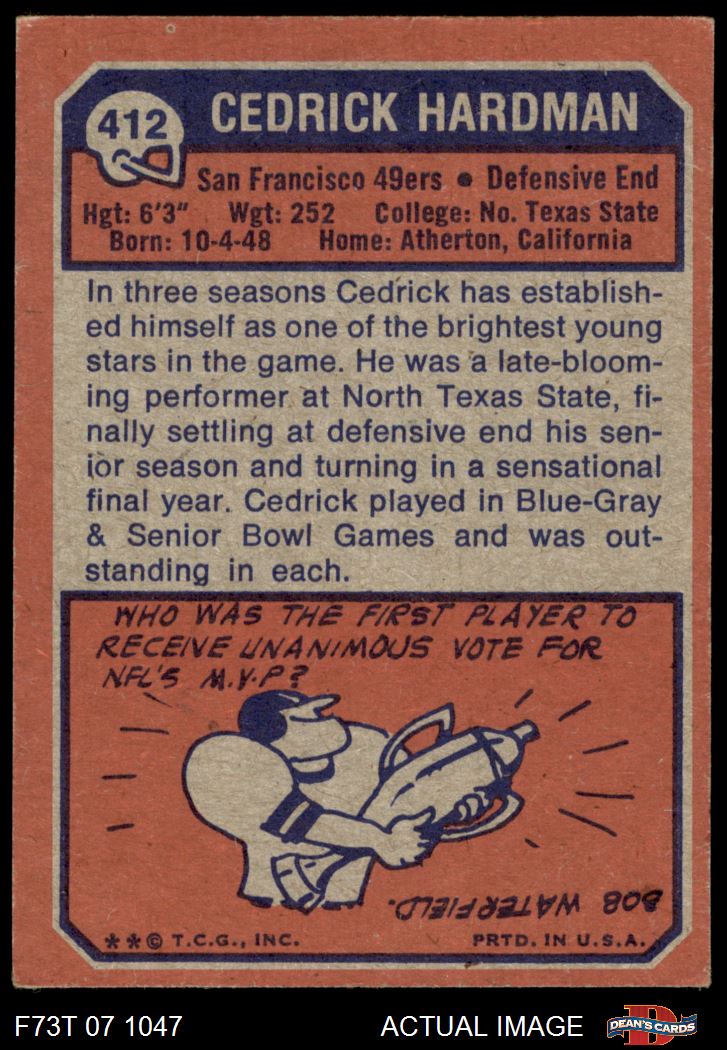 412
CEDRICK HARDMAN
San Francisco 49ers • Defensive End
Hgt: 6'3" Wgt: 252 College: No. Texas State
Born: 10-4-48 Home: Atherton, California
In three seasons Cedrick has establish-
ed himself as one of the brightest young
stars in the game. He was a late-bloom-
ing performer at North Texas State, fi-
nally settling at defensive end his sen-
ior season and turning in a sensational
final year. Cedrick played in Blue-Gray
& Senior Bowl Games and was out-
standing in each.
WHO WAS THE FIRST PLAYER TO
RECEIVE UNANIMOUS VOTE FOR
NFL'S M.V.P?
BOB WATERFIELD.
**© T.C.G., INC. PRTD. IN U.S.A.
F73T 07 1047 ACTUAL IMAGE DEAN'S CARDS